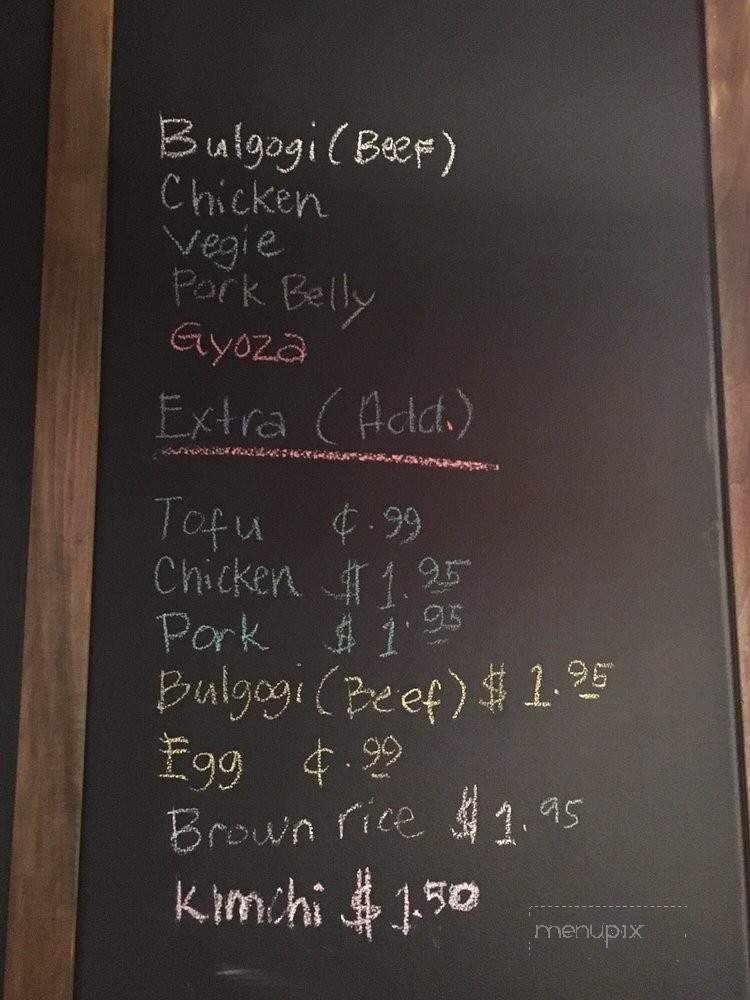 Bulgogi (Beef)
Chicken
Vegie
Pork Belly
Gyoza
Extra (Add.)
Tofu ¢.99
Chicken $1.95
Pork $1.95
Bulgogi (Beef) $1.95
Egg ¢.99
Brown rice $1.95
Kimchi $1.50
menupix